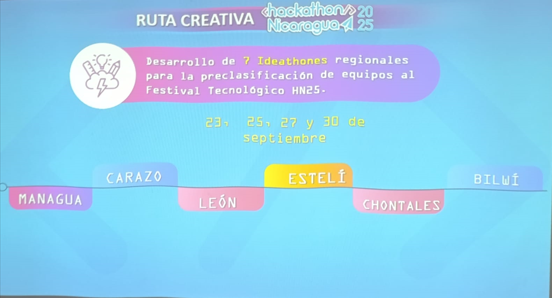 RUTA CREATIVA <hackathon/> Nicaragua 2025
Desarrollo de 7 Ideathones regionales
para la preclasificación de equipos al
Festival Tecnológico HN25.
23, 25, 27 y 30 de
septiembre
MANAGUA
CARAZO
LEÓN
ESTELÍ
CHONTALES
BILWÍ